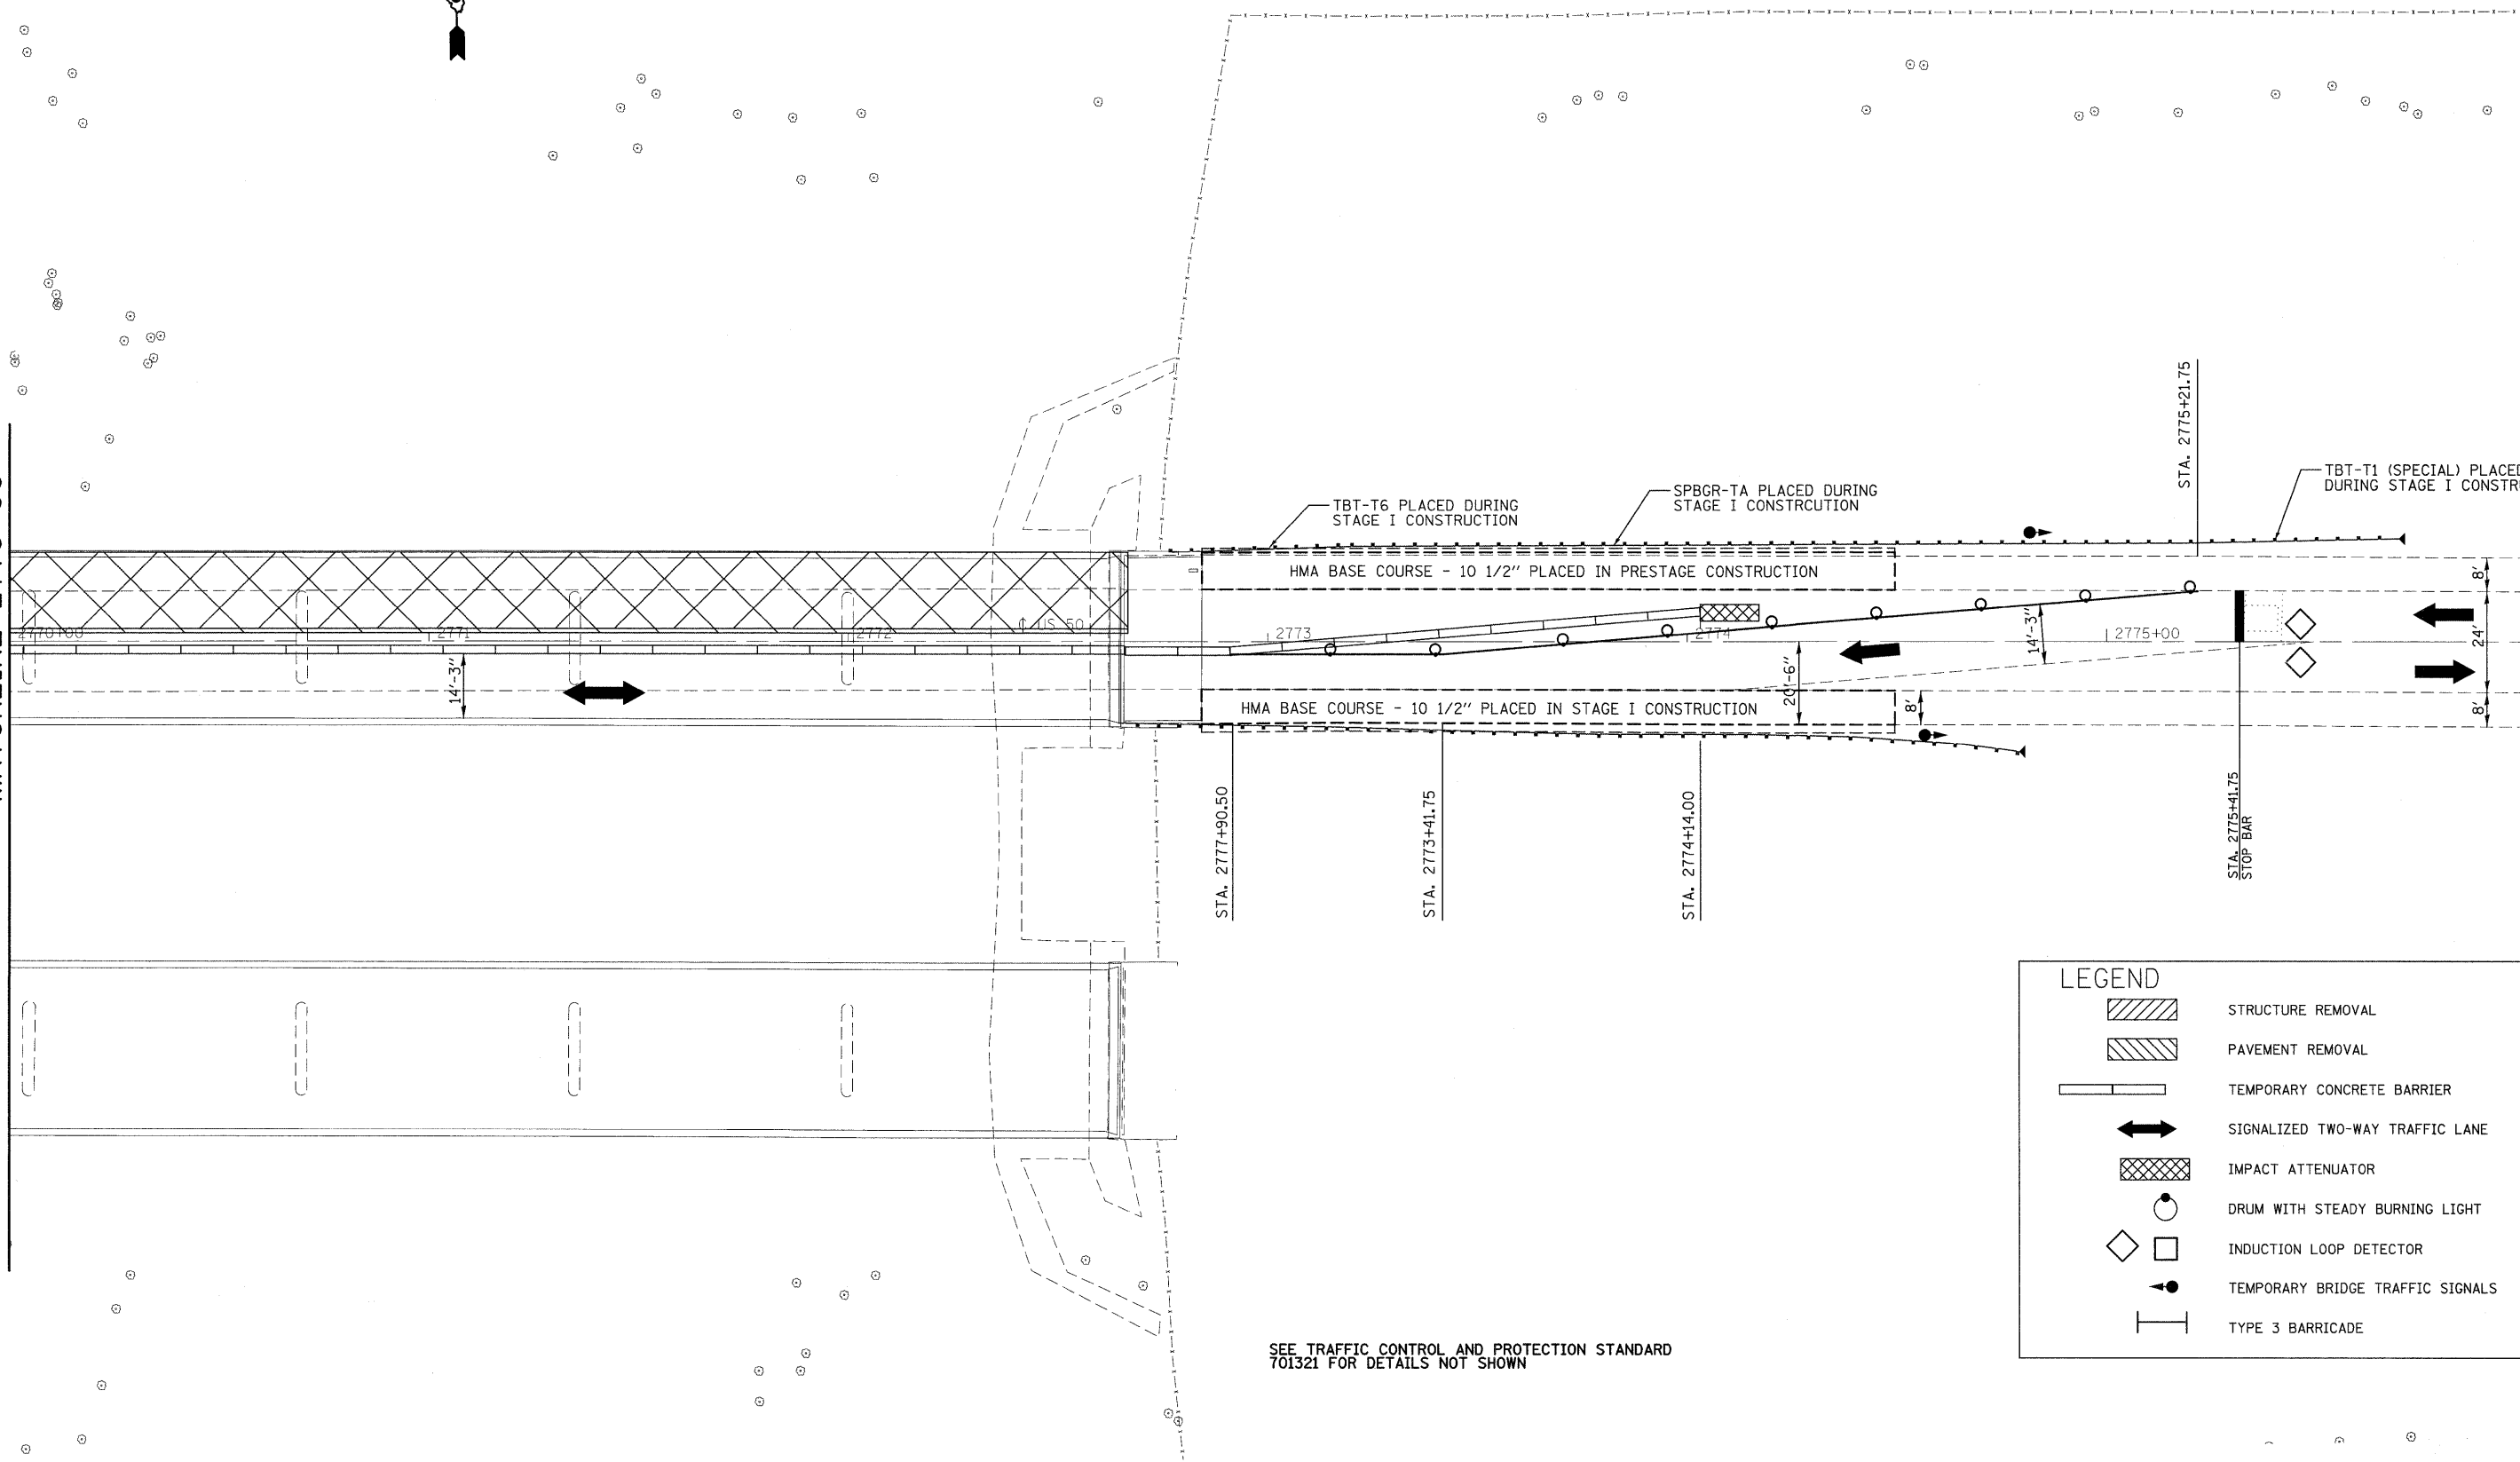 STA. 2775+21.75
TBT-T1 (SPECIAL) PLACED
DURING STAGE I CONSTR
SPBGR-TA PLACED DURING
STAGE I CONSTRCUTION
TBT-T6 PLACED DURING
STAGE I CONSTRUCTION
HMA BASE COURSE - 10 1/2" PLACED IN PRESTAGE CONSTRUCTION
8'
2770+00
2771
2772
℄ US 50
2773
2774
2775+00
14'-3"
24'
14'-3"
20'-6"
HMA BASE COURSE - 10 1/2" PLACED IN STAGE I CONSTRUCTION
8'
8'
STA. 2777+90.50
STA. 2773+41.75
STA. 2774+14.00
STA. 2775+41.75
STOP BAR
LEGEND
STRUCTURE REMOVAL
PAVEMENT REMOVAL
TEMPORARY CONCRETE BARRIER
SIGNALIZED TWO-WAY TRAFFIC LANE
IMPACT ATTENUATOR
DRUM WITH STEADY BURNING LIGHT
INDUCTION LOOP DETECTOR
TEMPORARY BRIDGE TRAFFIC SIGNALS
TYPE 3 BARRICADE
SEE TRAFFIC CONTROL AND PROTECTION STANDARD
701321 FOR DETAILS NOT SHOWN